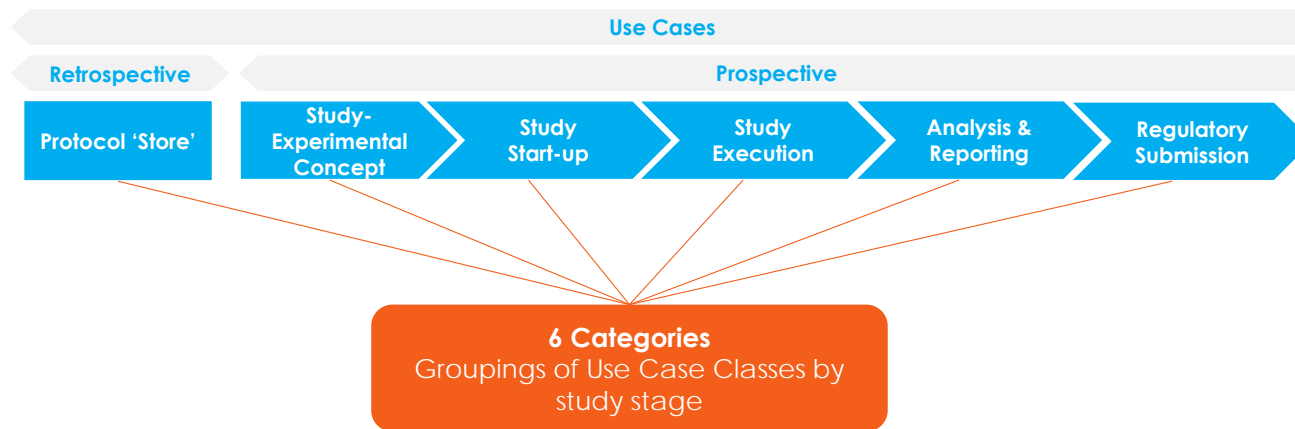 Use Cases
Retrospective
Prospective
Protocol ‘Store’
Study-
Experimental
Concept
Study
Start-up
Study
Execution
Analysis &
Reporting
Regulatory
Submission
6 Categories
Groupings of Use Case Classes by
study stage